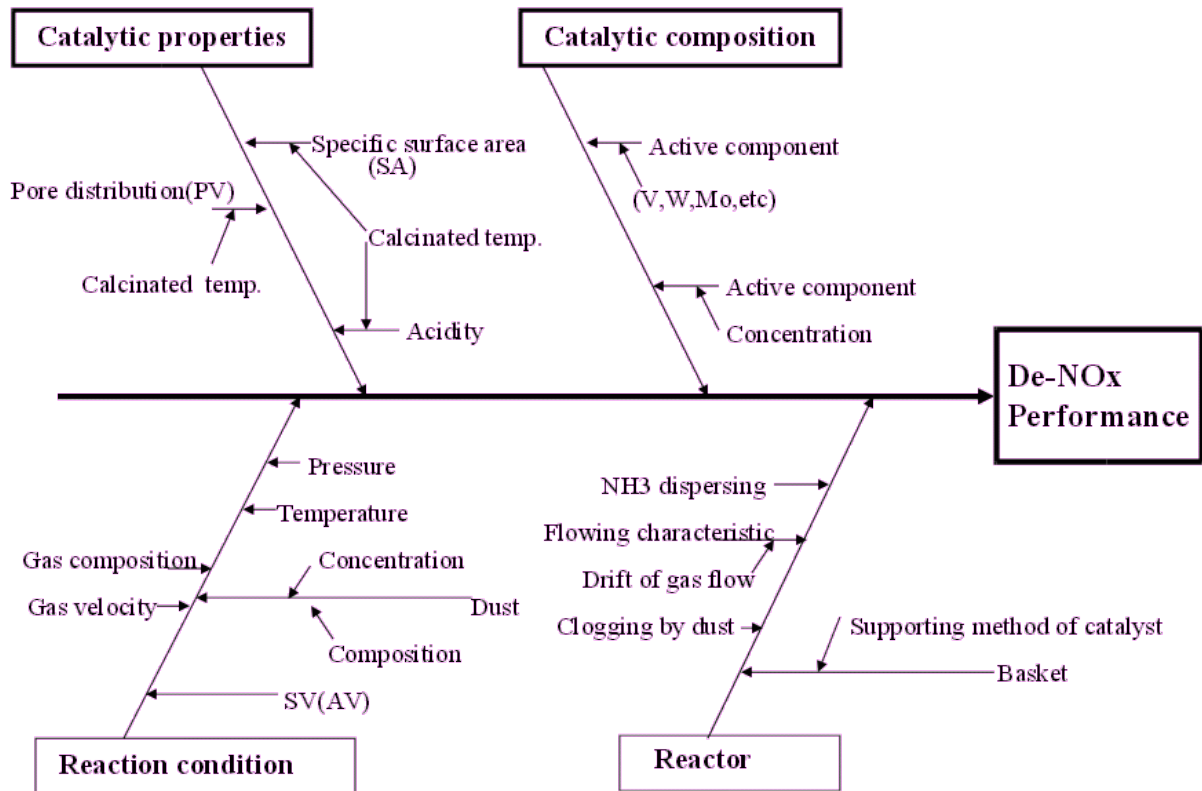 Catalytic properties
Catalytic composition
Specific surface area
(SA)
Pore distribution(PV)
Calcinated temp.
Calcinated temp.
Acidity
Active component
(V,W,Mo,etc)
Active component
Concentration
De-NOx
Performance
Pressure
Temperature
Gas composition
Concentration
Gas velocity
Dust
Composition
SV(AV)
Reaction condition
NH3 dispersing
Flowing characteristic
Drift of gas flow
Clogging by dust
Supporting method of catalyst
Basket
Reactor